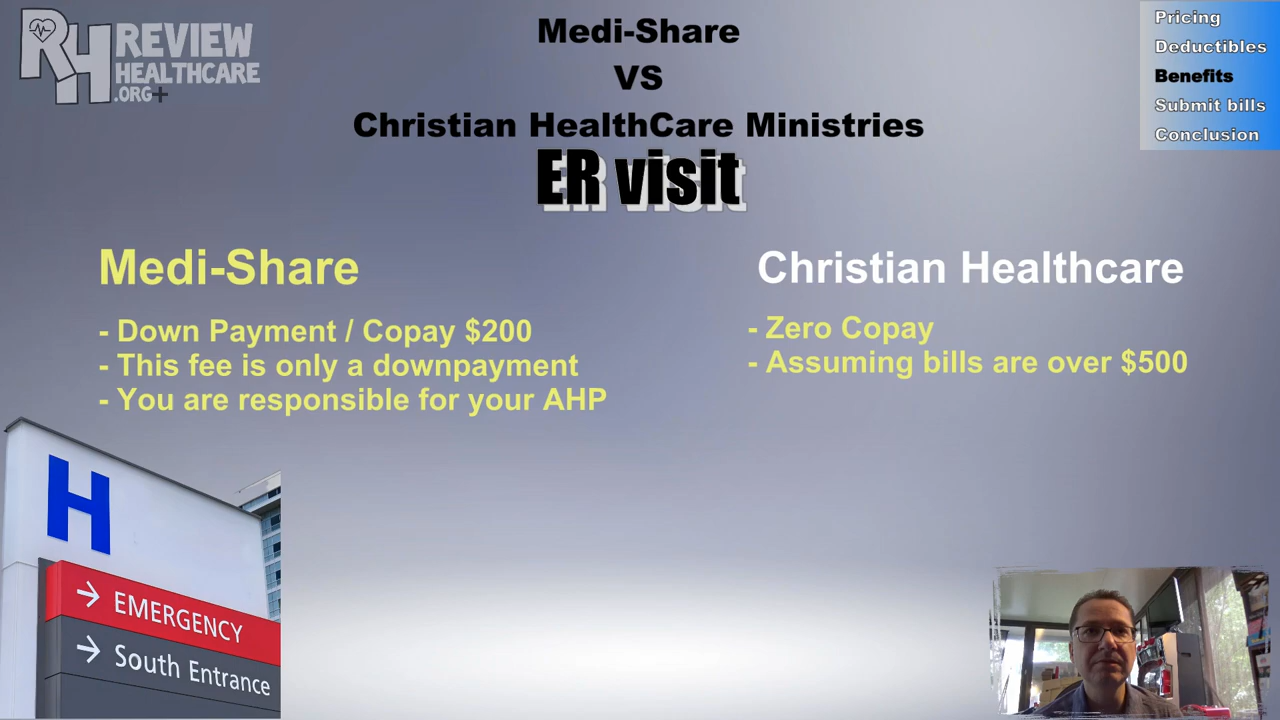 RH REVIEW
HEALTHCARE
.ORG+
Medi-Share
VS
Christian HealthCare Ministries
ER visit
Pricing
Deductibles
Benefits
Submit bills
Conclusion
Medi-Share
- Down Payment / Copay $200
- This fee is only a downpayment
- You are responsible for your AHP
Christian Healthcare
- Zero Copay
- Assuming bills are over $500
H
→ EMERGENCY
→ South Entrance